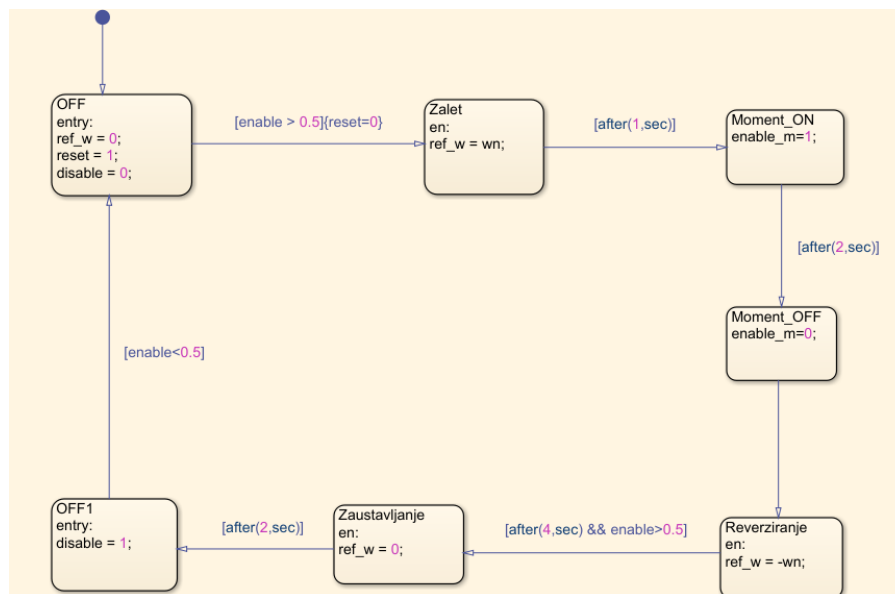 OFF
entry:
ref_w = 0;
reset = 1;
disable = 0;
[enable > 0.5]{reset=0}
Zalet
en:
ref_w = wn;
[after(1,sec)]
Moment_ON
enable_m=1;
[after(2,sec)]
Moment_OFF
enable_m=0;
Reverziranje
en:
ref_w = -wn;
[after(4,sec) && enable>0.5]
Zaustavljanje
en:
ref_w = 0;
[after(2,sec)]
OFF1
entry:
disable = 1;
[enable<0.5]